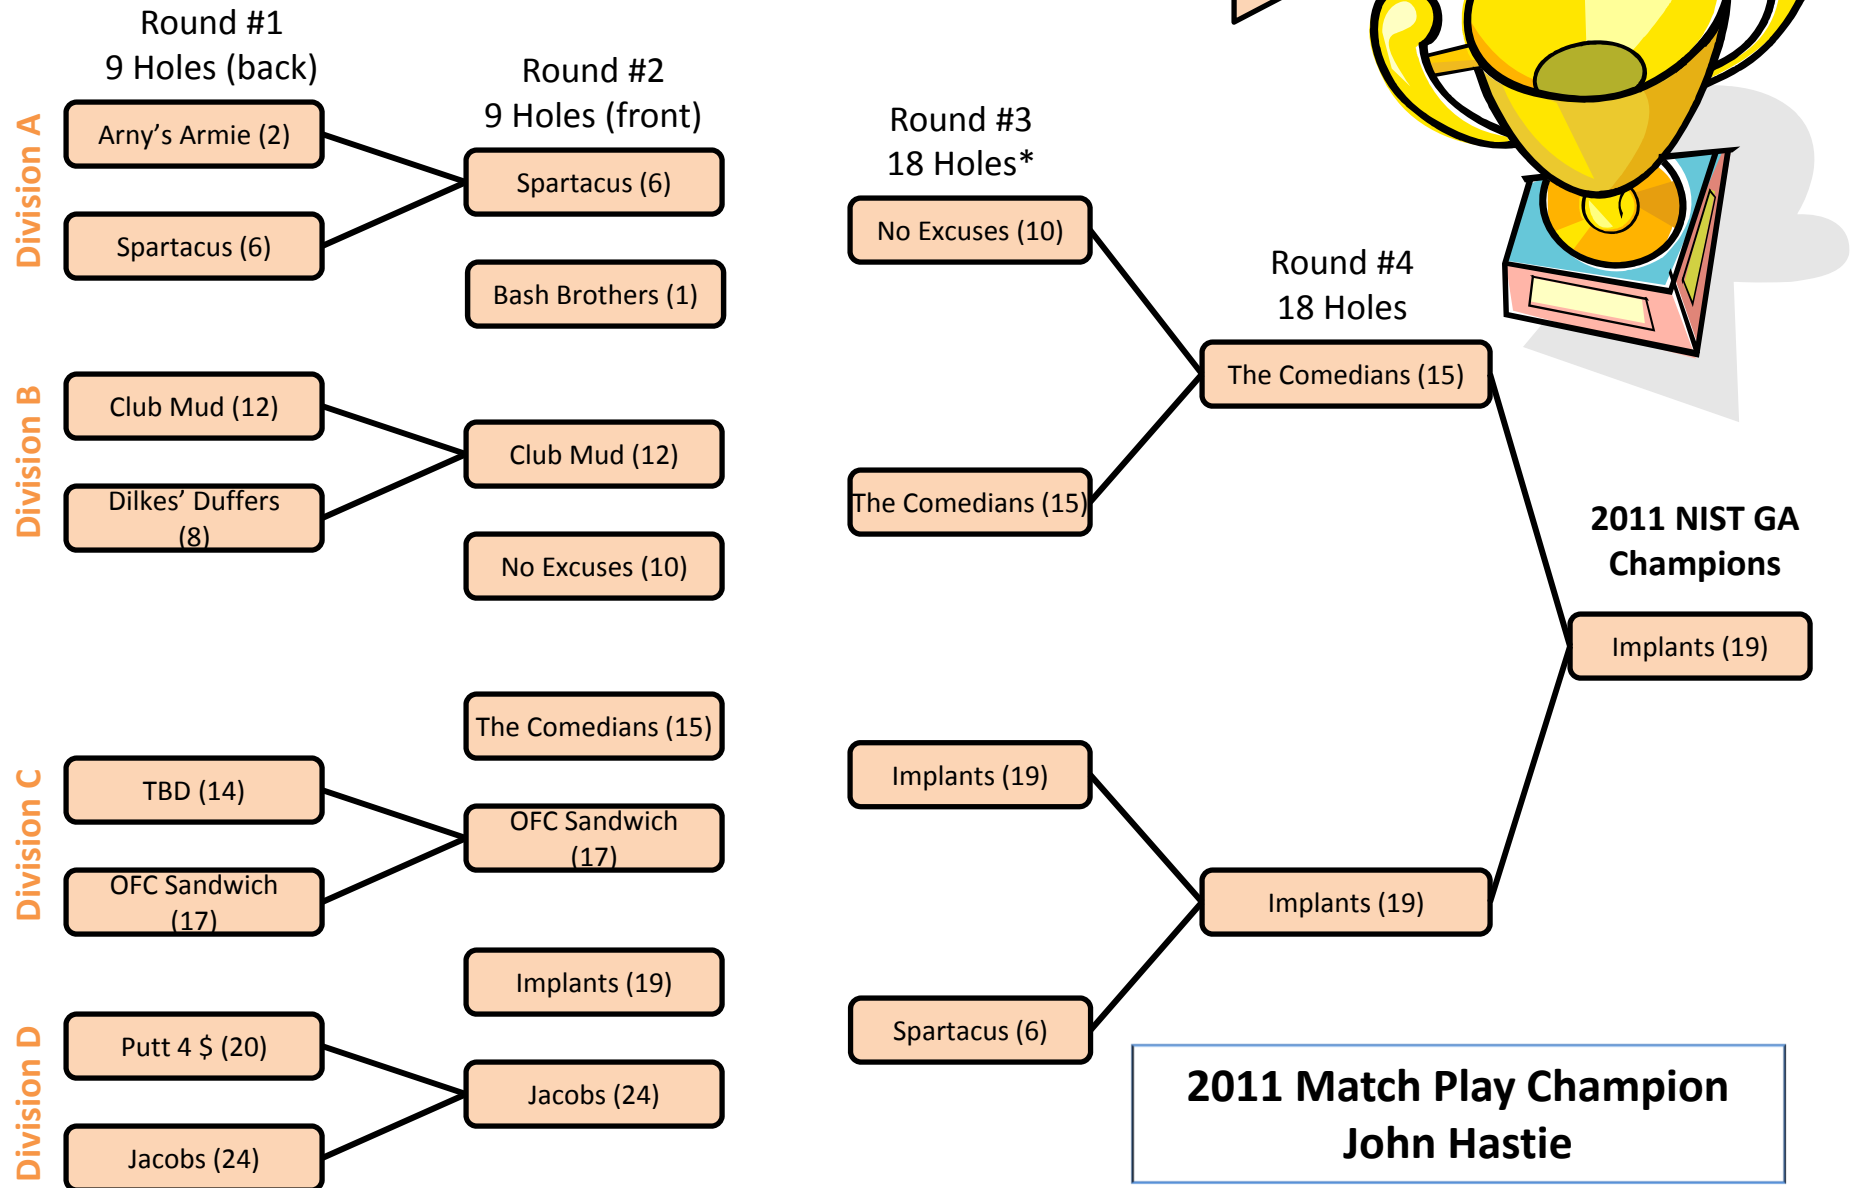 Round #1
9 Holes (back)
Division A
Arny's Armie (2)
Spartacus (6)
Division B
Club Mud (12)
Dilkes' Duffers
(8)
Division C
TBD (14)
OFC Sandwich
(17)
Division D
Putt 4 $ (20)
Jacobs (24)
Round #2
9 Holes (front)
Spartacus (6)
Bash Brothers (1)
Club Mud (12)
No Excuses (10)
The Comedians (15)
OFC Sandwich
(17)
Implants (19)
Jacobs (24)
Round #3
18 Holes*
No Excuses (10)
The Comedians (15)
Implants (19)
Spartacus (6)
Round #4
18 Holes
The Comedians (15)
Implants (19)
2011 NIST GA
Champions
Implants (19)
2011 Match Play Champion
John Hastie